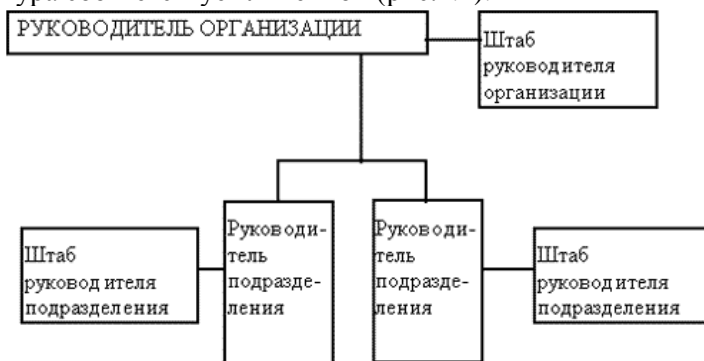 РУКОВОДИТЕЛЬ ОРГАНИЗАЦИИ
Штаб
руководителя
организации
Штаб
руководителя
подразделения
Руководи-
тель
подразде-
ления
Руководи-
тель
подразде-
ления
Штаб
руководителя
подразделения